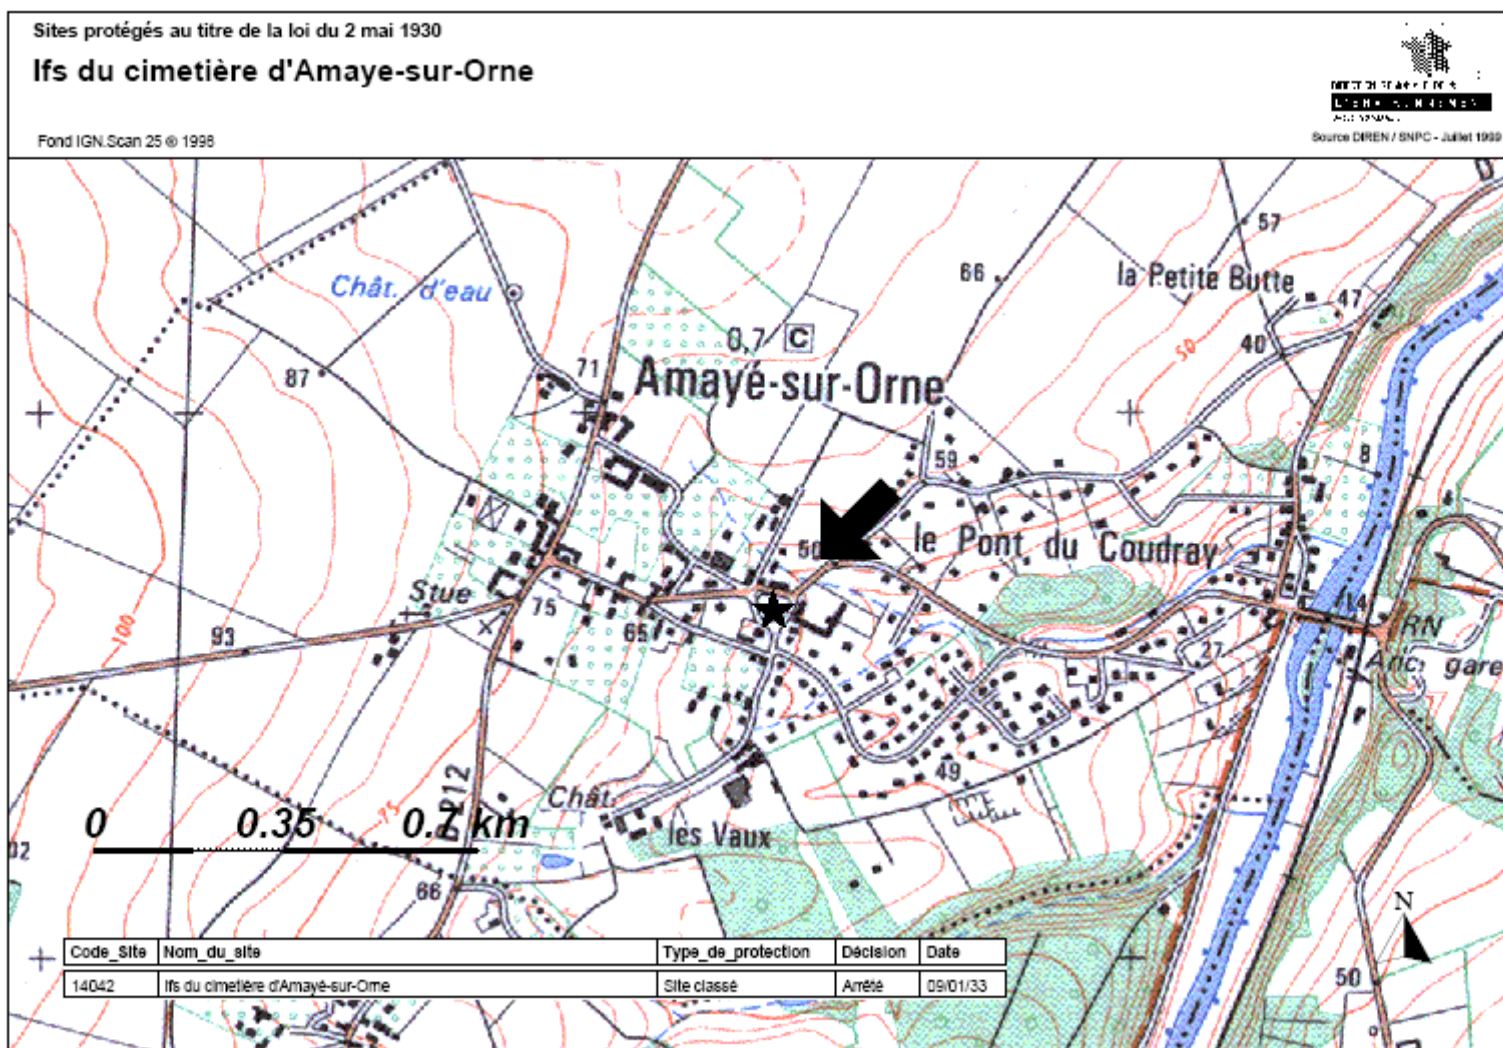 Sites protégés au titre de la loi du 2 mai 1930
Ifs du cimetière d'Amaye-sur-Orne
Fond IGN.Scan 25 © 1998
Source DIREN / SNPC - Juillet 1999
57
66
la Petite Butte
47
Chât. d'eau
0,7 C
50
40
71
87
Amayé-sur-Orne
59
8
50
le Pont du Coudray
Stue
75
100
93
65
14
RN
27
Anc. gare
D 212
49
75
Chât.
0 0.35 0.7 km
les Vaux
02
66
N
Code_Site Nom_du_site Type_de_protection Décision Date
14042 Ifs du cimetière d'Amayé-sur-Orne Site classé Arrêté 09/01/33
50